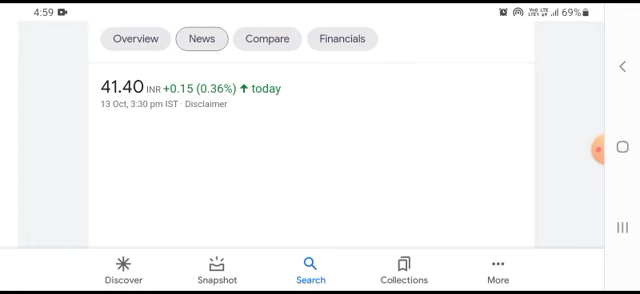 4:59 69%
Overview News Compare Financials
41.40 INR +0.15 (0.36%) ↑ today
13 Oct, 3:30 pm IST · Disclaimer
Discover Snapshot Search Collections More